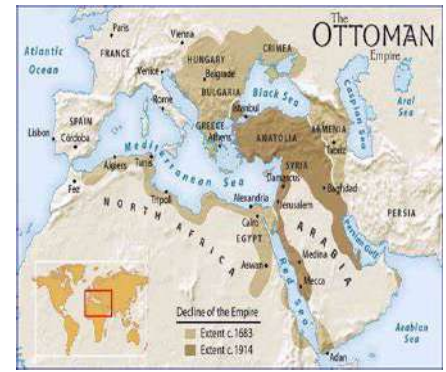 The
OTTOMAN
Empire
Paris
Atlantic
Ocean
FRANCE
Vienna
HUNGARY
CRIMEA
Venice
Belgrade
BULGARIA
Black Sea
Caspian Sea
Aral
Sea
Rome
Istanbul
SPAIN
Lisbon
Córdoba
GREECE
Athens
ANATOLIA
ARMENIA
Tabriz
Mediterranean Sea
Algiers
Tunis
SYRIA
Damascus
Baghdad
Fez
Tripoli
Alexandria
Jerusalem
PERSIA
Cairo
NORTH AFRICA
EGYPT
ARABIA
Persian Gulf
Aswan
Medina
Red Sea
Mecca
Decline of the Empire
Extent c.1683
Extent c.1914
Arabian
Sea
Adan